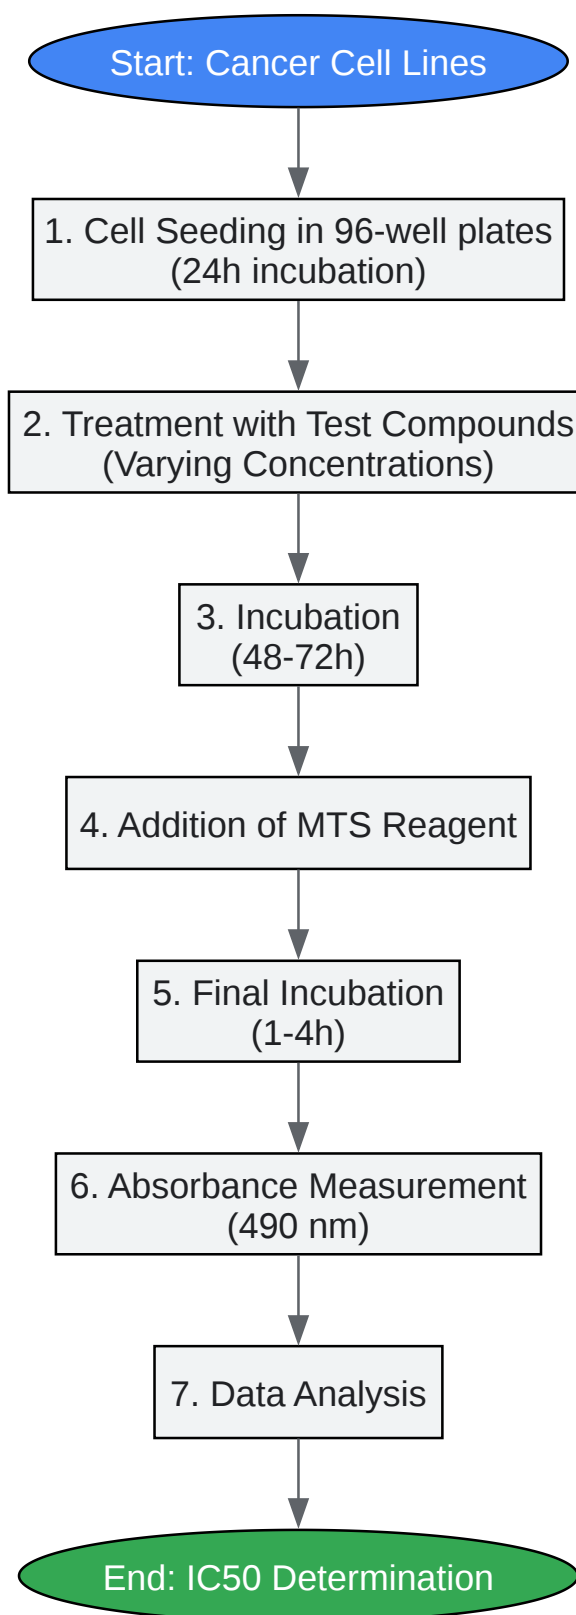 Start: Cancer Cell Lines
1. Cell Seeding in 96-well plates
(24h incubation)
2. Treatment with Test Compounds
(Varying Concentrations)
3. Incubation
(48-72h)
4. Addition of MTS Reagent
5. Final Incubation
(1-4h)
6. Absorbance Measurement
(490 nm)
7. Data Analysis
End: IC50 Determination